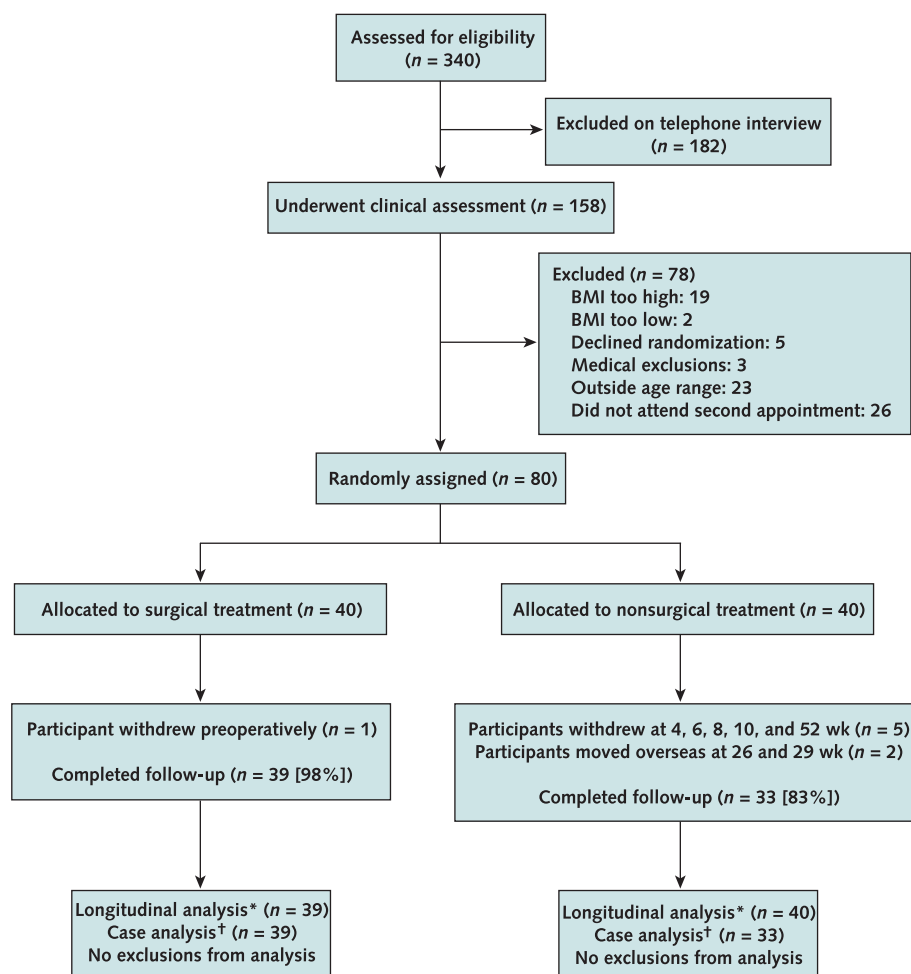 Assessed for eligibility
(n = 340)
Excluded on telephone interview
(n = 182)
Underwent clinical assessment (n = 158)
Excluded (n = 78)
BMI too high: 19
BMI too low: 2
Declined randomization: 5
Medical exclusions: 3
Outside age range: 23
Did not attend second appointment: 26
Randomly assigned (n = 80)
Allocated to surgical treatment (n = 40)
Allocated to nonsurgical treatment (n = 40)
Participant withdrew preoperatively (n = 1)
Completed follow-up (n = 39 [98%])
Participants withdrew at 4, 6, 8, 10, and 52 wk (n = 5)
Participants moved overseas at 26 and 29 wk (n = 2)
Completed follow-up (n = 33 [83%])
Longitudinal analysis* (n = 39)
Case analysis† (n = 39)
No exclusions from analysis
Longitudinal analysis* (n = 40)
Case analysis† (n = 33)
No exclusions from analysis